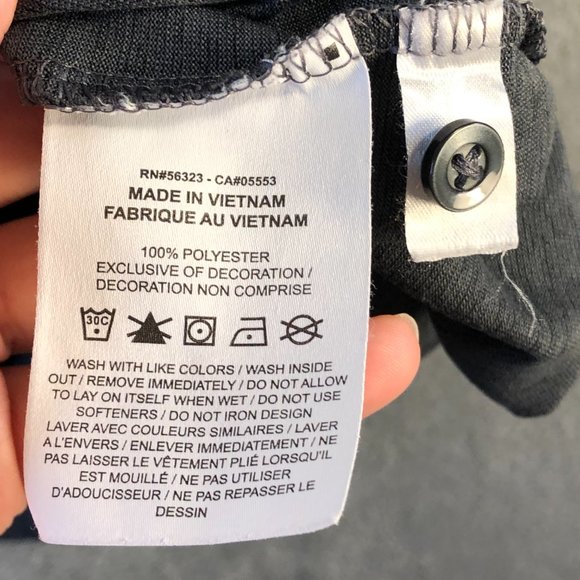 RN#56323 - CA#05553
MADE IN VIETNAM
FABRIQUE AU VIETNAM
100% POLYESTER
EXCLUSIVE OF DECORATION /
DECORATION NON COMPRISE
30C
WASH WITH LIKE COLORS / WASH INSIDE
OUT / REMOVE IMMEDIATELY / DO NOT ALLOW
TO LAY ON ITSELF WHEN WET / DO NOT USE
SOFTENERS / DO NOT IRON DESIGN
LAVER AVEC COULEURS SIMILAIRES / LAVER
A L'ENVERS / ENLEVER IMMEDIATEMENT / NE
PAS LAISSER LE VÊTEMENT PLIÉ LORSQU'IL
EST MOUILLÉ / NE PAS UTILISER
D'ADOUCISSEUR / NE PAS REPASSER LE
DESSIN